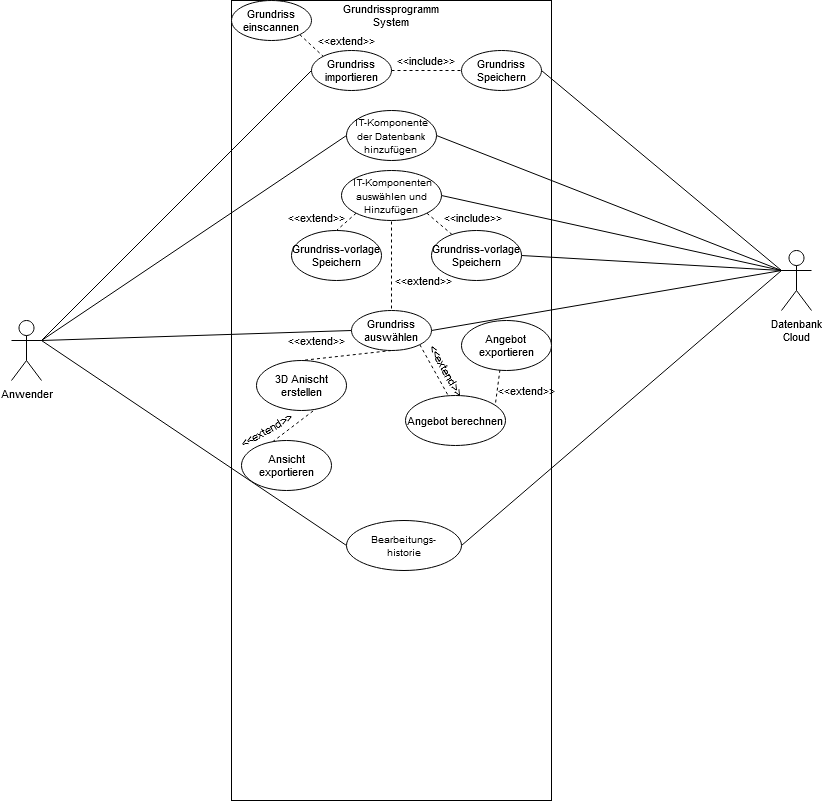 Grundrissprogramm
System
Grundriss
einscannen
<<extend>>
Grundriss
importieren
<<include>>
Grundriss
Speichern
IT-Komponente
der Datenbank
hinzufügen
IT-Komponenten
auswählen und
Hinzufügen
<<extend>>
<<include>>
Grundriss-vorlage
Speichern
Grundriss-vorlage
Speichern
<<extend>>
Grundriss
auswählen
<<extend>>
Angebot
exportieren
<<extend>>
3D Anischt
erstellen
<<extend>>
Angebot berechnen
<<extend>>
Ansicht
exportieren
Bearbeitungs-
historie
Anwender
Datenbank
Cloud